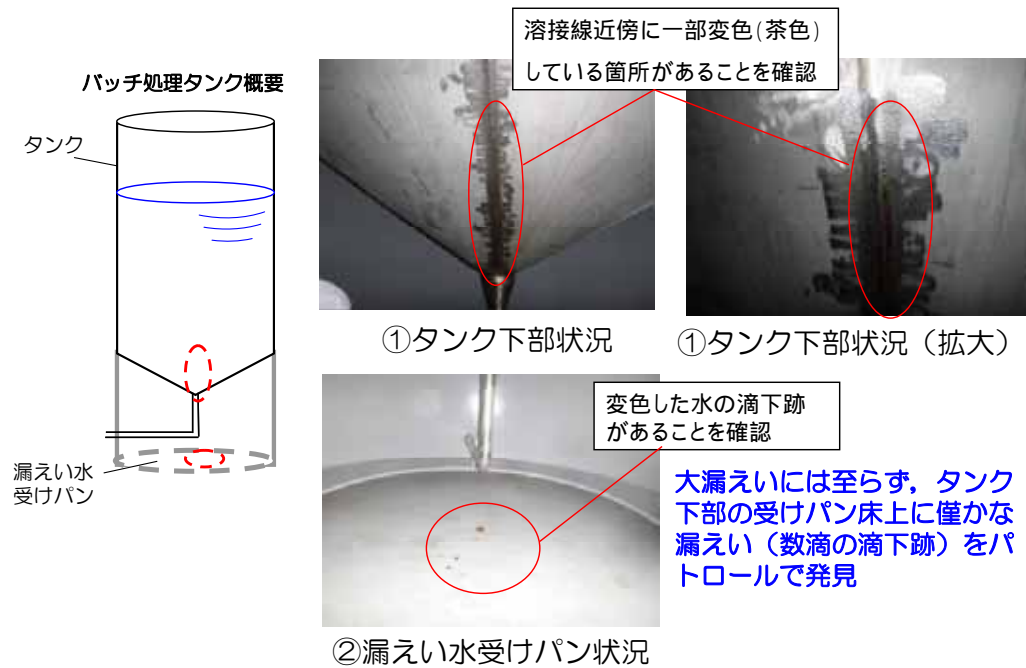 バッチ処理タンク概要
タンク
漏えい水
受けパン
溶接線近傍に一部変色(茶色)
している箇所があることを確認
①タンク下部状況
①タンク下部状況（拡大）
変色した水の滴下跡
があることを確認
大漏えいには至らず，タンク
下部の受けパン床上に僅かな
漏えい（数滴の滴下跡）をパ
トロールで発見
②漏えい水受けパン状況